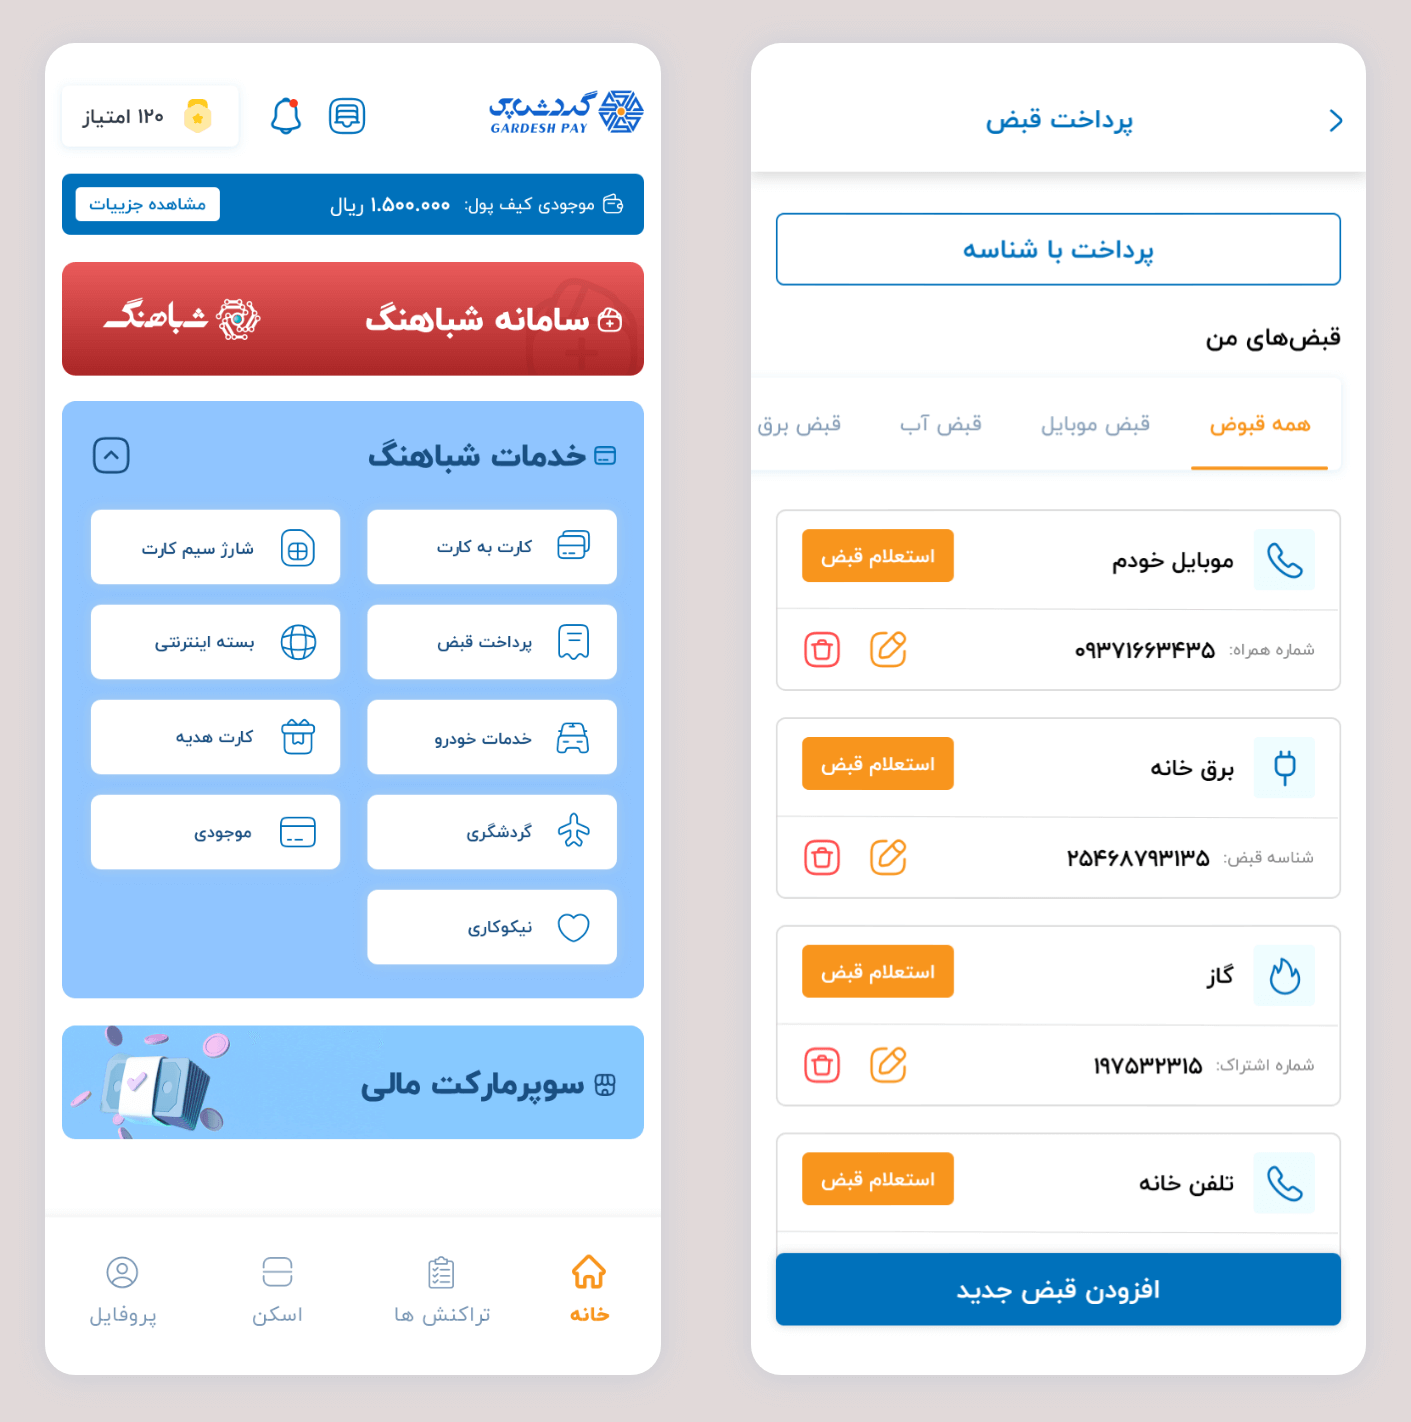 گردش‌پی
GARDESH PAY
۱۲۰ امتیاز
موجودی کیف پول: ۱.۵۰۰.۰۰۰ ریال
مشاهده جزییات
سامانه شباهنگ
شباهنگ
خدمات شباهنگ
کارت به کارت
شارژ سیم کارت
پرداخت قبض
بسته اینترنتی
خدمات خودرو
کارت هدیه
گردشگری
موجودی
نیکوکاری
سوپرمارکت مالی
خانه
تراکنش ها
اسکن
پروفایل
پرداخت قبض
پرداخت با شناسه
قبض‌های من
همه قبوض
قبض موبایل
قبض آب
قبض برق
موبایل خودم
استعلام قبض
شماره همراه: ۰۹۳۷۱۶۶۳۴۳۵
برق خانه
استعلام قبض
شناسه قبض: ۲۵۴۶۸۷۹۳۱۳۵
گاز
استعلام قبض
شماره اشتراک: ۱۹۷۵۳۲۳۱۵
تلفن خانه
استعلام قبض
افزودن قبض جدید